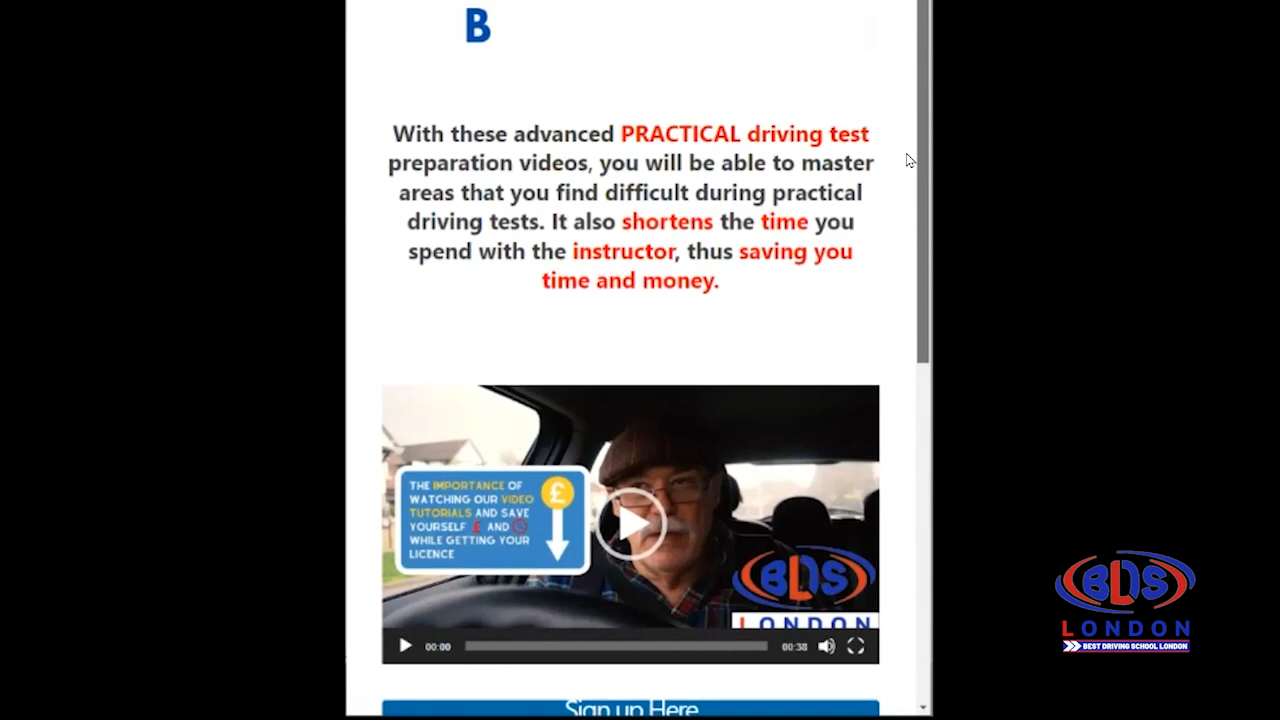 B
With these advanced PRACTICAL driving test
preparation videos, you will be able to master
areas that you find difficult during practical
driving tests. It also shortens the time you
spend with the instructor, thus saving you
time and money.
THE IMPORTANCE OF
WATCHING OUR VIDEO
TUTORIALS AND SAVE
YOURSELF £ AND
WHILE GETTING YOUR
LICENCE
£
BDS
LONDON
00:00
00:38
Sign up Here
BDS
LONDON
BEST DRIVING SCHOOL LONDON